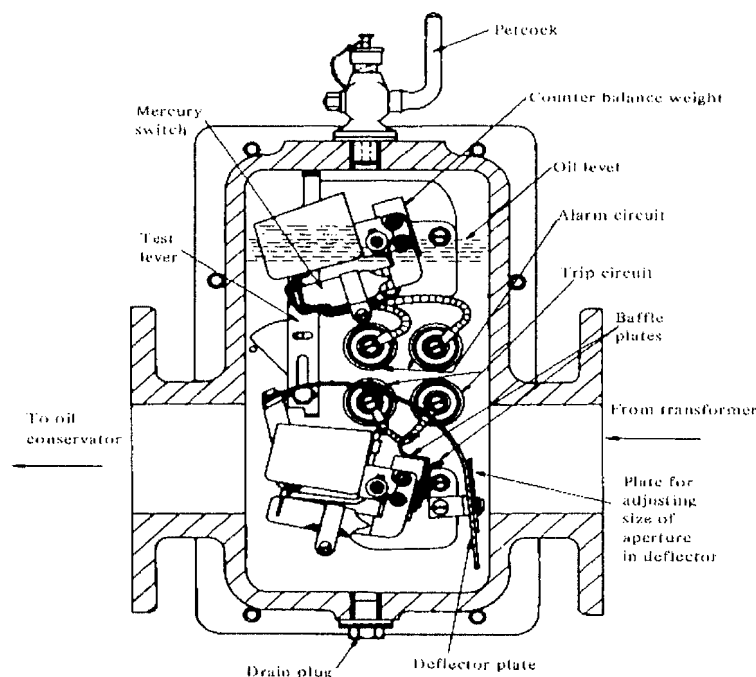 Petcock
Counter balance weight
Mercury
switch
Oil level
Alarm circuit
Test
lever
Trip circuit
Baffle
plates
To oil
conservator
From transformer
Plate for
adjusting
size of
aperture
in deflector
Drain plug
Deflector plate